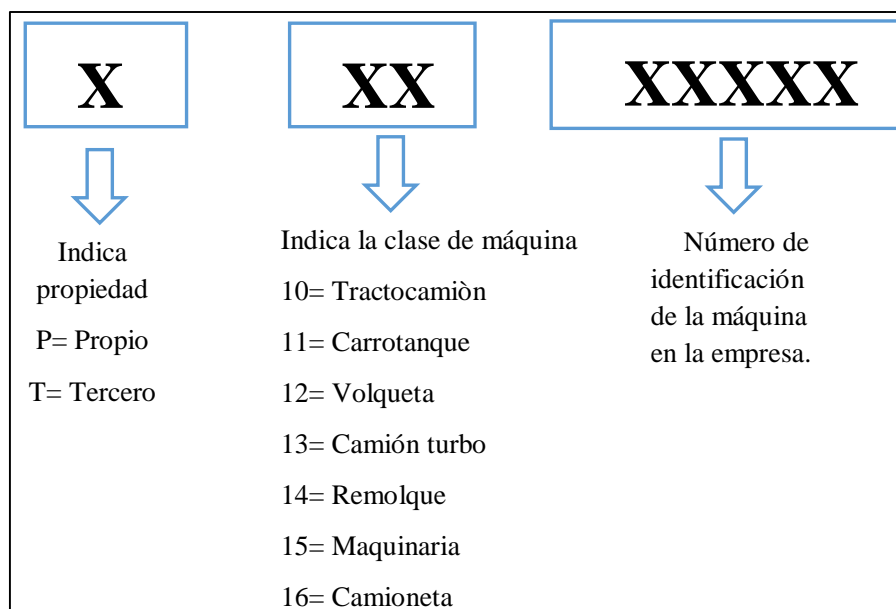 X
XX
XXXXX
Indica
propiedad
P= Propio
T= Tercero
Indica la clase de máquina
10= Tractocamiòn
11= Carrotanque
12= Volqueta
13= Camión turbo
14= Remolque
15= Maquinaria
16= Camioneta
Número de
identificación
de la máquina
en la empresa.